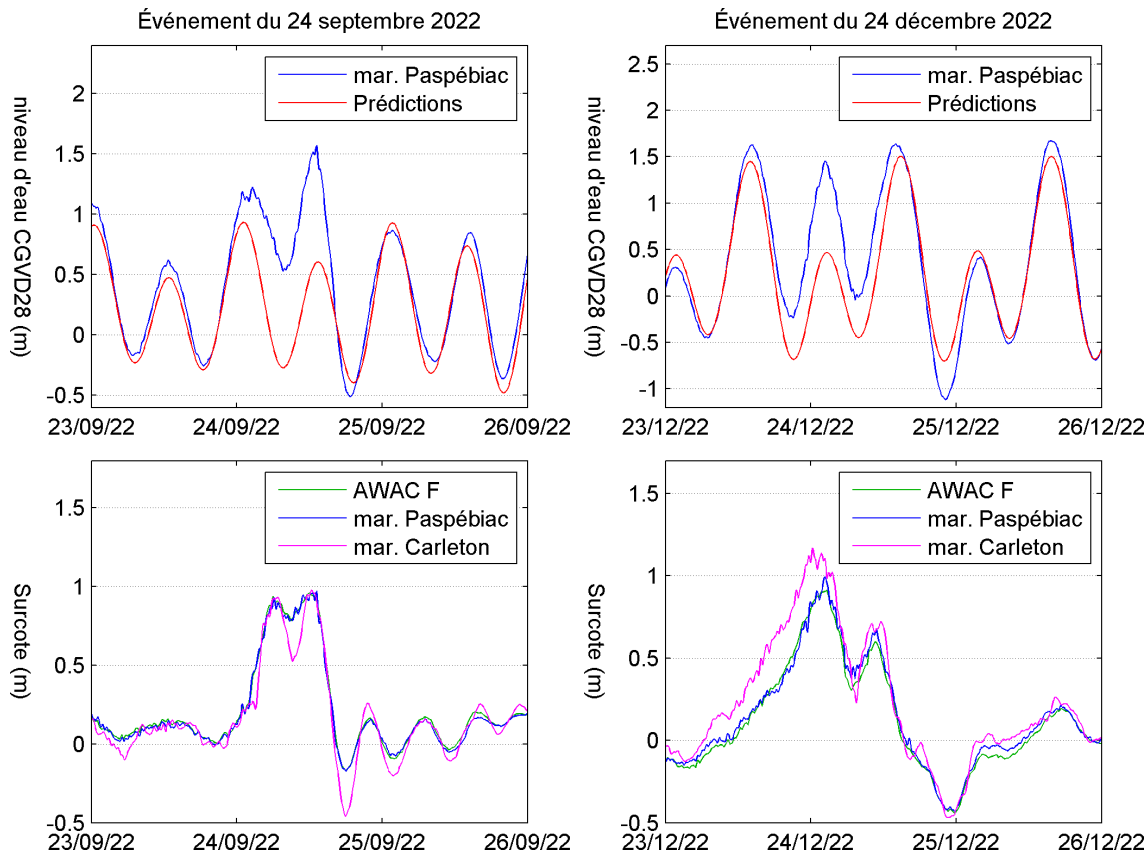 Événement du 24 septembre 2022
niveau d'eau CGVD28 (m)
2
1.5
1
0.5
0
-0.5
mar. Paspébiac
Prédictions
23/09/22 24/09/22 25/09/22 26/09/22
Événement du 24 décembre 2022
niveau d'eau CGVD28 (m)
2.5
2
1.5
1
0.5
0
-0.5
-1
mar. Paspébiac
Prédictions
23/12/22 24/12/22 25/12/22 26/12/22
Surcote (m)
1.5
1
0.5
0
-0.5
AWAC F
mar. Paspébiac
mar. Carleton
23/09/22 24/09/22 25/09/22 26/09/22
Surcote (m)
1.5
1
0.5
0
-0.5
AWAC F
mar. Paspébiac
mar. Carleton
23/12/22 24/12/22 25/12/22 26/12/22